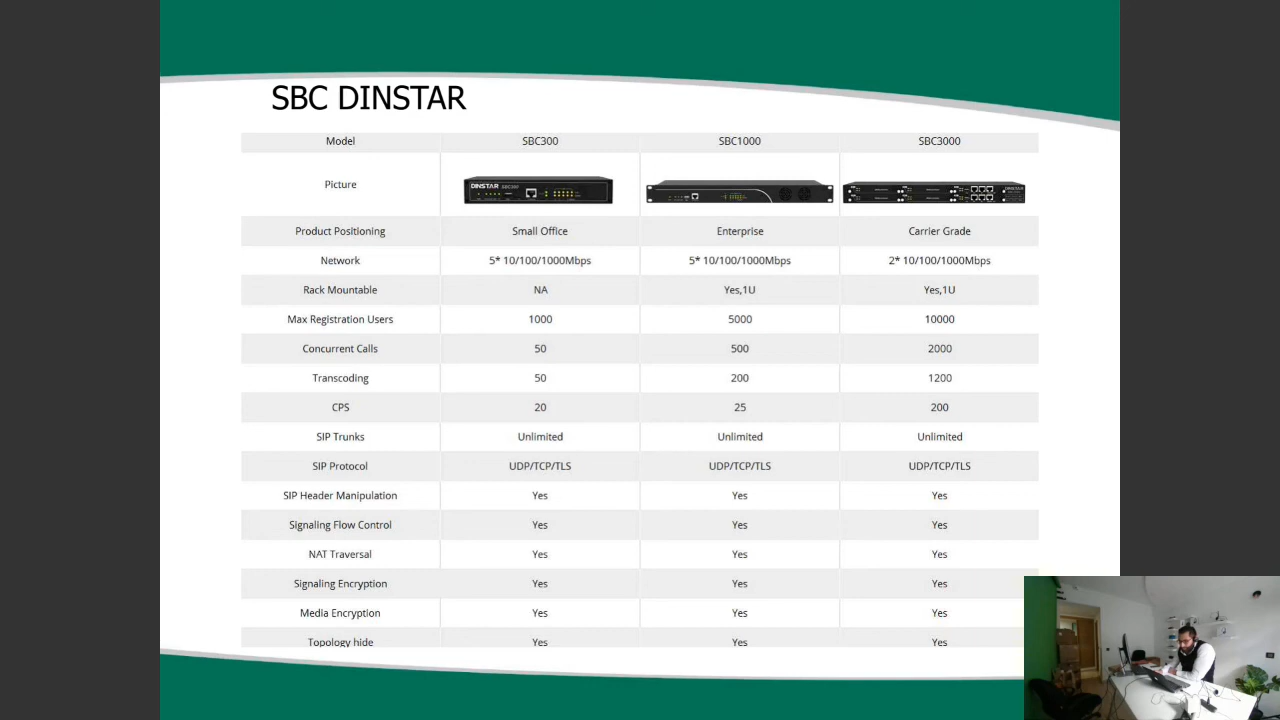 SBC DINSTAR
Model SBC300 SBC1000 SBC3000
Picture
DINSTAR SBC300
DINSTAR
Product Positioning Small Office Enterprise Carrier Grade
Network 5* 10/100/1000Mbps 5* 10/100/1000Mbps 2* 10/100/1000Mbps
Rack Mountable NA Yes,1U Yes,1U
Max Registration Users 1000 5000 10000
Concurrent Calls 50 500 2000
Transcoding 50 200 1200
CPS 20 25 200
SIP Trunks Unlimited Unlimited Unlimited
SIP Protocol UDP/TCP/TLS UDP/TCP/TLS UDP/TCP/TLS
SIP Header Manipulation Yes Yes Yes
Signaling Flow Control Yes Yes Yes
NAT Traversal Yes Yes Yes
Signaling Encryption Yes Yes Yes
Media Encryption Yes Yes Yes
Topology hide Yes Yes Yes